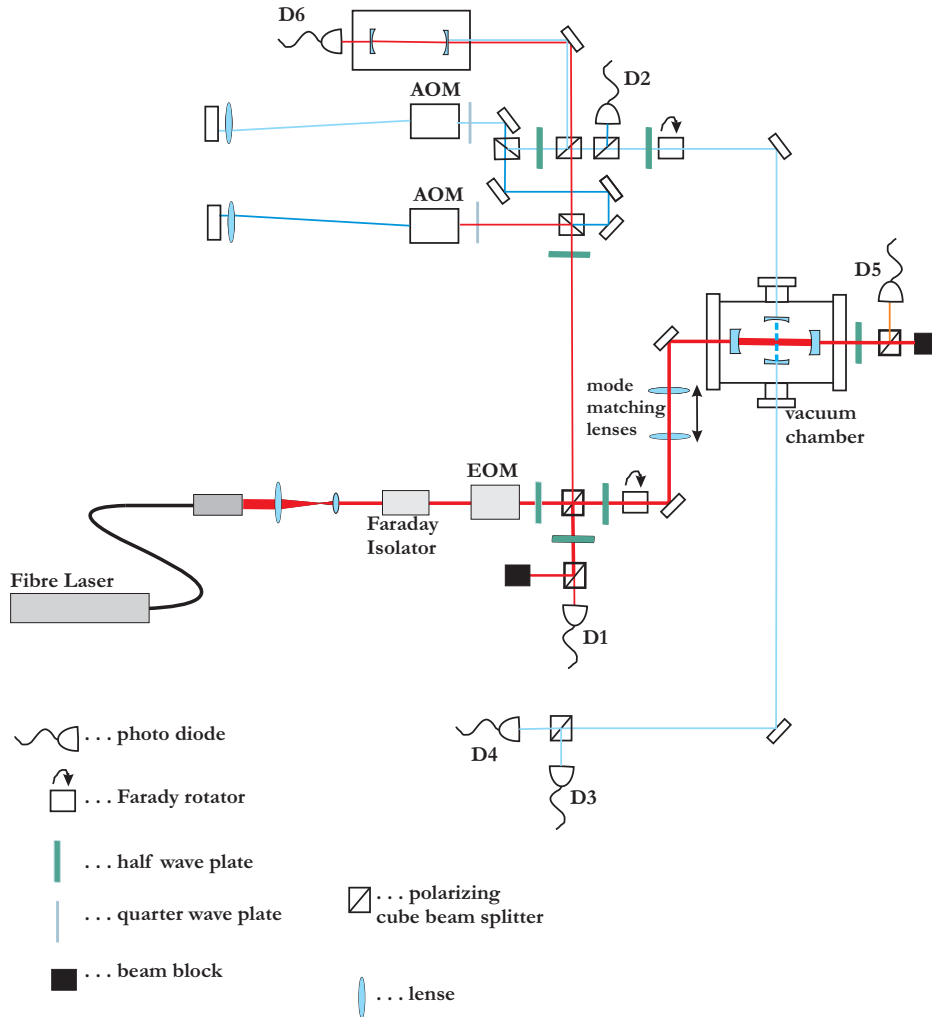 D6
AOM
D2
AOM
D5
mode
matching
lenses
vacuum
chamber
EOM
Faraday
Isolator
Fibre Laser
D1
. . . photo diode
D4
D3
. . . Farady rotator
. . . half wave plate
. . . polarizing
cube beam splitter
. . . quarter wave plate
. . . beam block
. . . lense